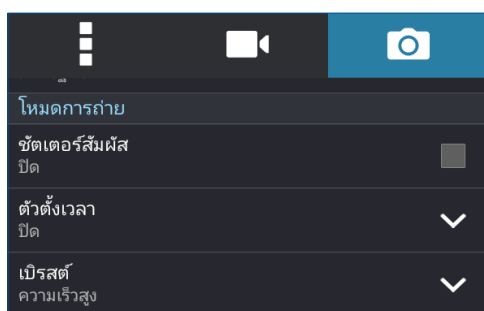 โหมดการถ่าย
ชัตเตอร์สัมผัส
ปิด
ตัวตั้งเวลา
ปิด
เบิรสต์
ความเร็วสูง